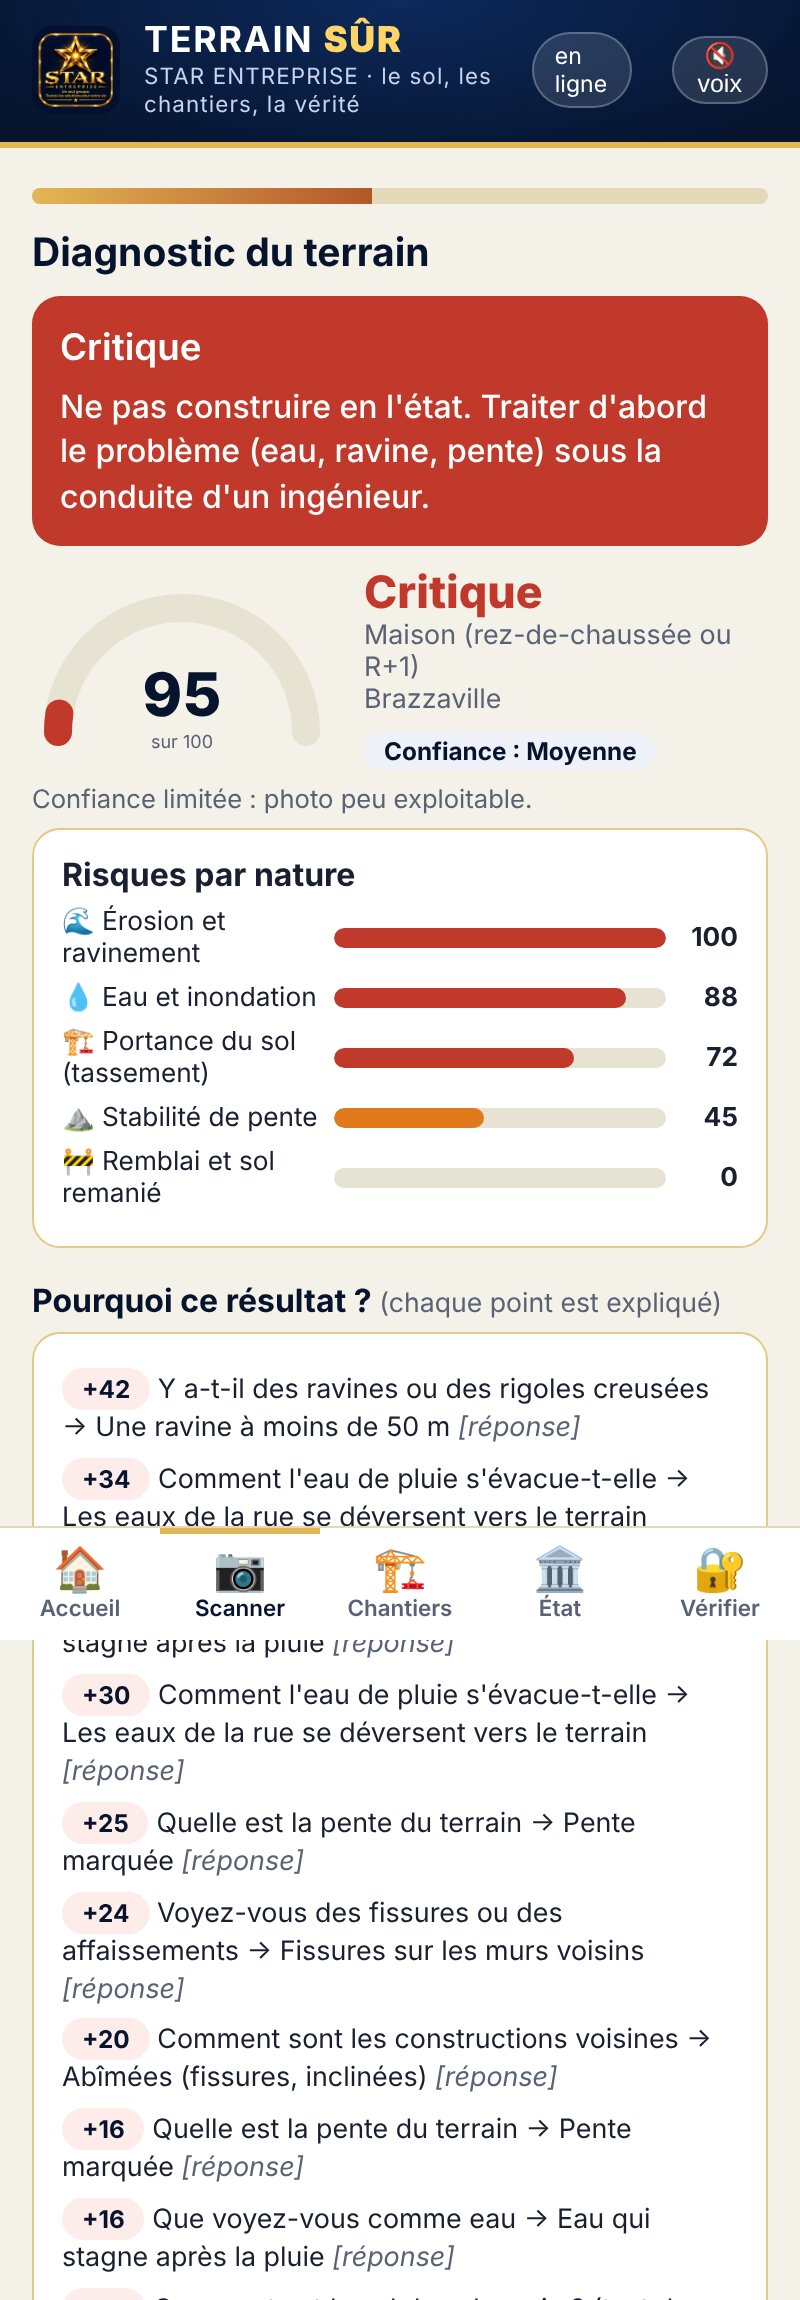 TERRAIN SÛR
STAR ENTREPRISE · le sol, les
chantiers, la vérité
en
ligne
voix
STAR
ENTREPRISE
Diagnostic du terrain
Critique
Ne pas construire en l'état. Traiter d'abord
le problème (eau, ravine, pente) sous la
conduite d'un ingénieur.
95
sur 100
Critique
Maison (rez-de-chaussée ou
R+1)
Brazzaville
Confiance : Moyenne
Confiance limitée : photo peu exploitable.
Risques par nature
Érosion et
ravinement
100
Eau et inondation
88
Portance du sol
(tassement)
72
Stabilité de pente
45
Remblai et sol
remanié
0
Pourquoi ce résultat ? (chaque point est expliqué)
+42 Y a-t-il des ravines ou des rigoles creusées
→ Une ravine à moins de 50 m [réponse]
+34 Comment l'eau de pluie s'évacue-t-elle →
Les eaux de la rue se déversent vers le terrain
Accueil
Scanner
Chantiers
État
Vérifier
stagne après la pluie [réponse]
+30 Comment l'eau de pluie s'évacue-t-elle →
Les eaux de la rue se déversent vers le terrain
[réponse]
+25 Quelle est la pente du terrain → Pente
marquée [réponse]
+24 Voyez-vous des fissures ou des
affaissements → Fissures sur les murs voisins
[réponse]
+20 Comment sont les constructions voisines →
Abîmées (fissures, inclinées) [réponse]
+16 Quelle est la pente du terrain → Pente
marquée [réponse]
+16 Que voyez-vous comme eau → Eau qui
stagne après la pluie [réponse]